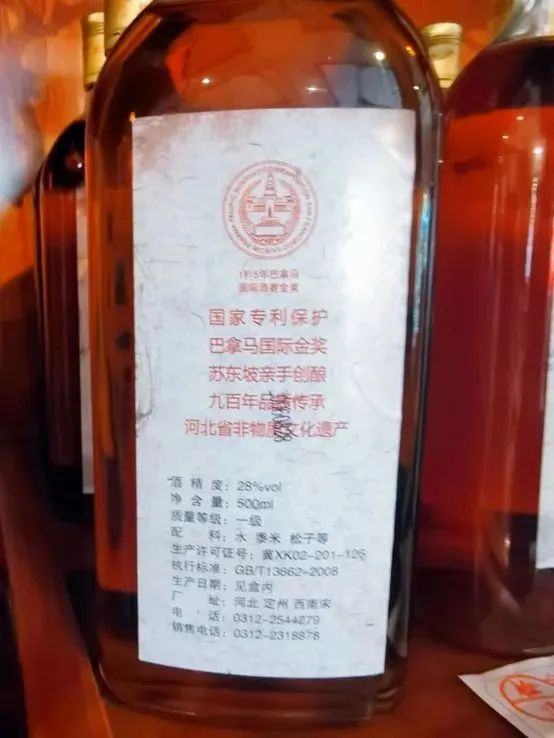 1915年巴拿马
国际酒赛金奖
国家专利保护
巴拿马国际金奖
苏东坡亲手创酿
九百年品质传承
河北省非物质文化遗产
酒 精 度：28%vol
净 含 量：500ml
质量等级：一级
配 料：水 黍米 松子等
生产许可证号：冀XK02-201-126
执行标准：GB/T13662-2008
生产日期：见盒内
厂 址：河北 定州 西南宋
电 话：0312-2544279
销售电话：0312-2318878